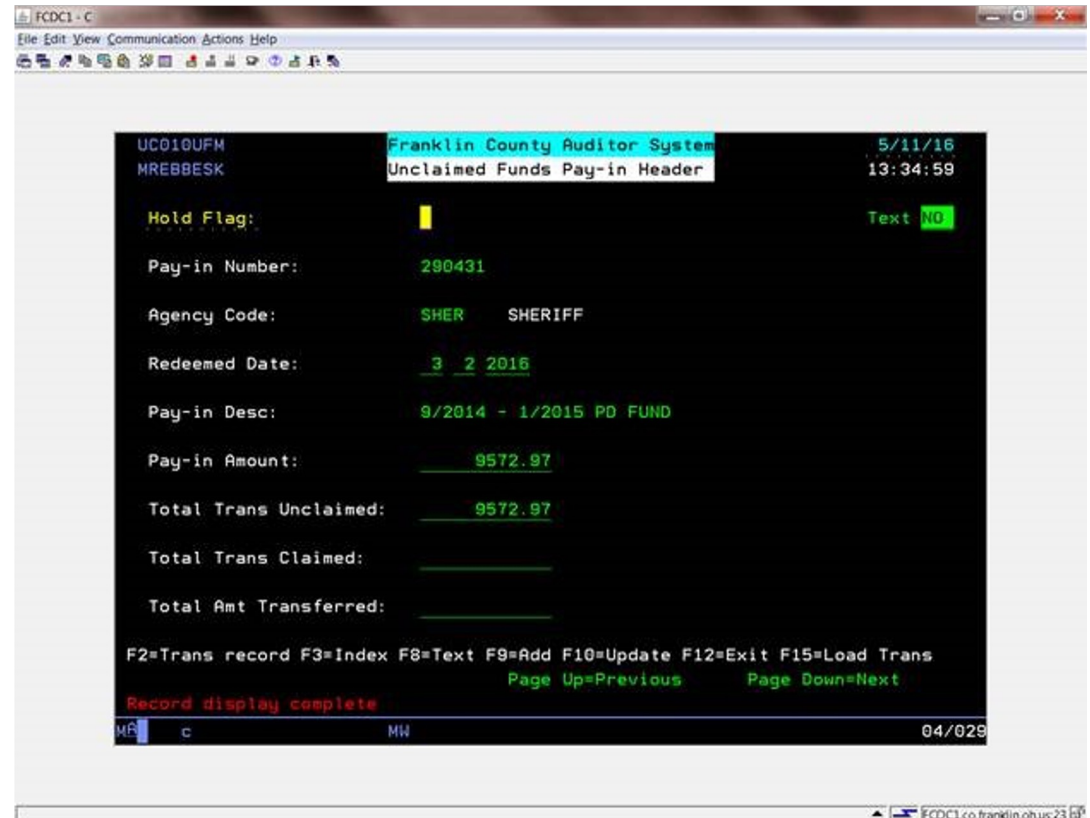 FCDC1 - C
File Edit View Communication Actions Help
UC010UFM Franklin County Auditor System 5/11/16
MREBBESK Unclaimed Funds Pay-in Header 13:34:59
Hold Flag: Text NO
Pay-in Number: 290431
Agency Code: SHER SHERIFF
Redeemed Date: 3 2 2016
Pay-in Desc: 9/2014 - 1/2015 PD FUND
Pay-in Amount: 9572.97
Total Trans Unclaimed: 9572.97
Total Trans Claimed:
Total Amt Transferred:
F2=Trans record F3=Index F8=Text F9=Add F10=Update F12=Exit F15=Load Trans
Page Up=Previous Page Down=Next
Record display complete
MA c MW 04/029
FCDC1.co.franklin.oh.us:23